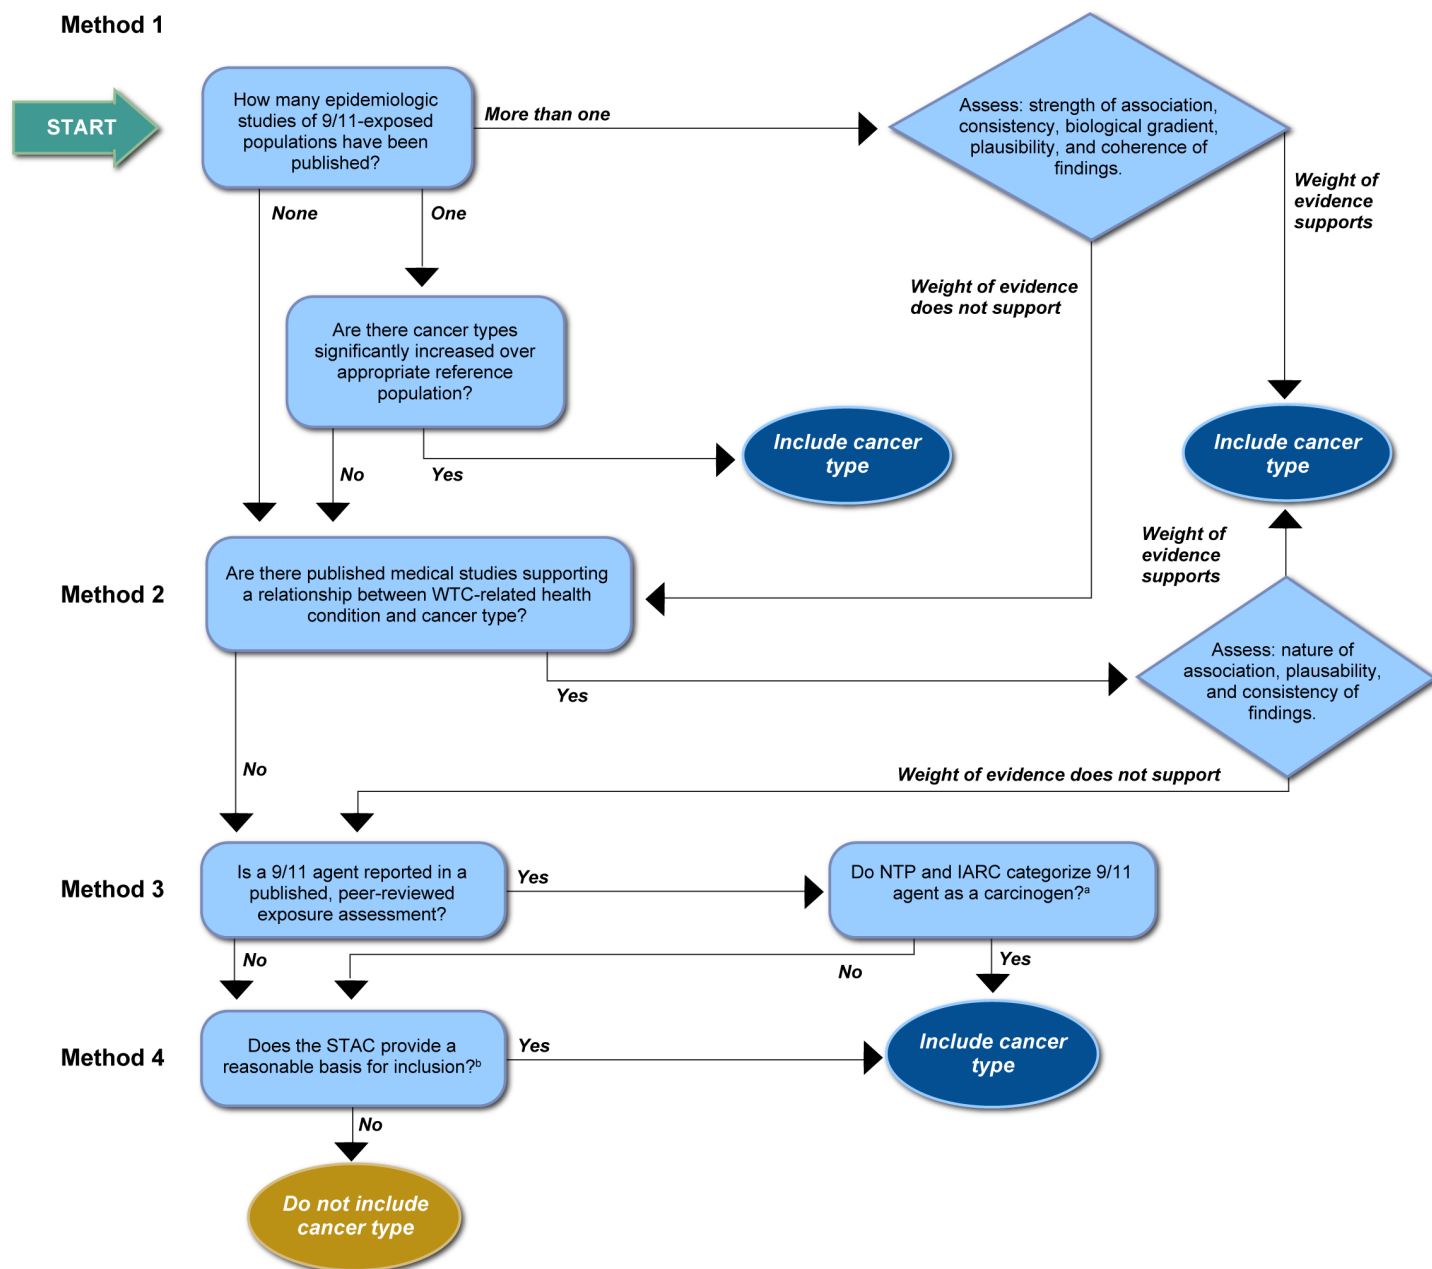 Method 1
START
How many epidemiologic
studies of 9/11-exposed
populations have been
published?
More than one
Assess: strength of association,
consistency, biological gradient,
plausibility, and coherence of
findings.
None
One
Weight of
evidence
supports
Weight of evidence
does not support
Are there cancer types
significantly increased over
appropriate reference
population?
No
Yes
Include cancer
type
Include cancer
type
Method 2
Are there published medical studies supporting
a relationship between WTC-related health
condition and cancer type?
Weight of
evidence
supports
Yes
Assess: nature of
association, plausability,
and consistency of
findings.
No
Weight of evidence does not support
Method 3
Is a 9/11 agent reported in a
published, peer-reviewed
exposure assessment?
Yes
Do NTP and IARC categorize 9/11
agent as a carcinogen?ᵃ
No
No
Yes
Method 4
Does the STAC provide a
reasonable basis for inclusion?ᵇ
Yes
Include cancer
type
No
Do not include
cancer type